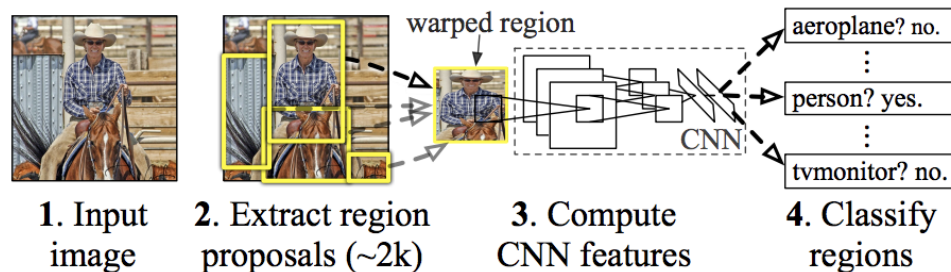 warped region
aeroplane? no.
⋮
person? yes.
CNN
⋮
tvmonitor? no.
1. Input
image
2. Extract region
proposals (~2k)
3. Compute
CNN features
4. Classify
regions